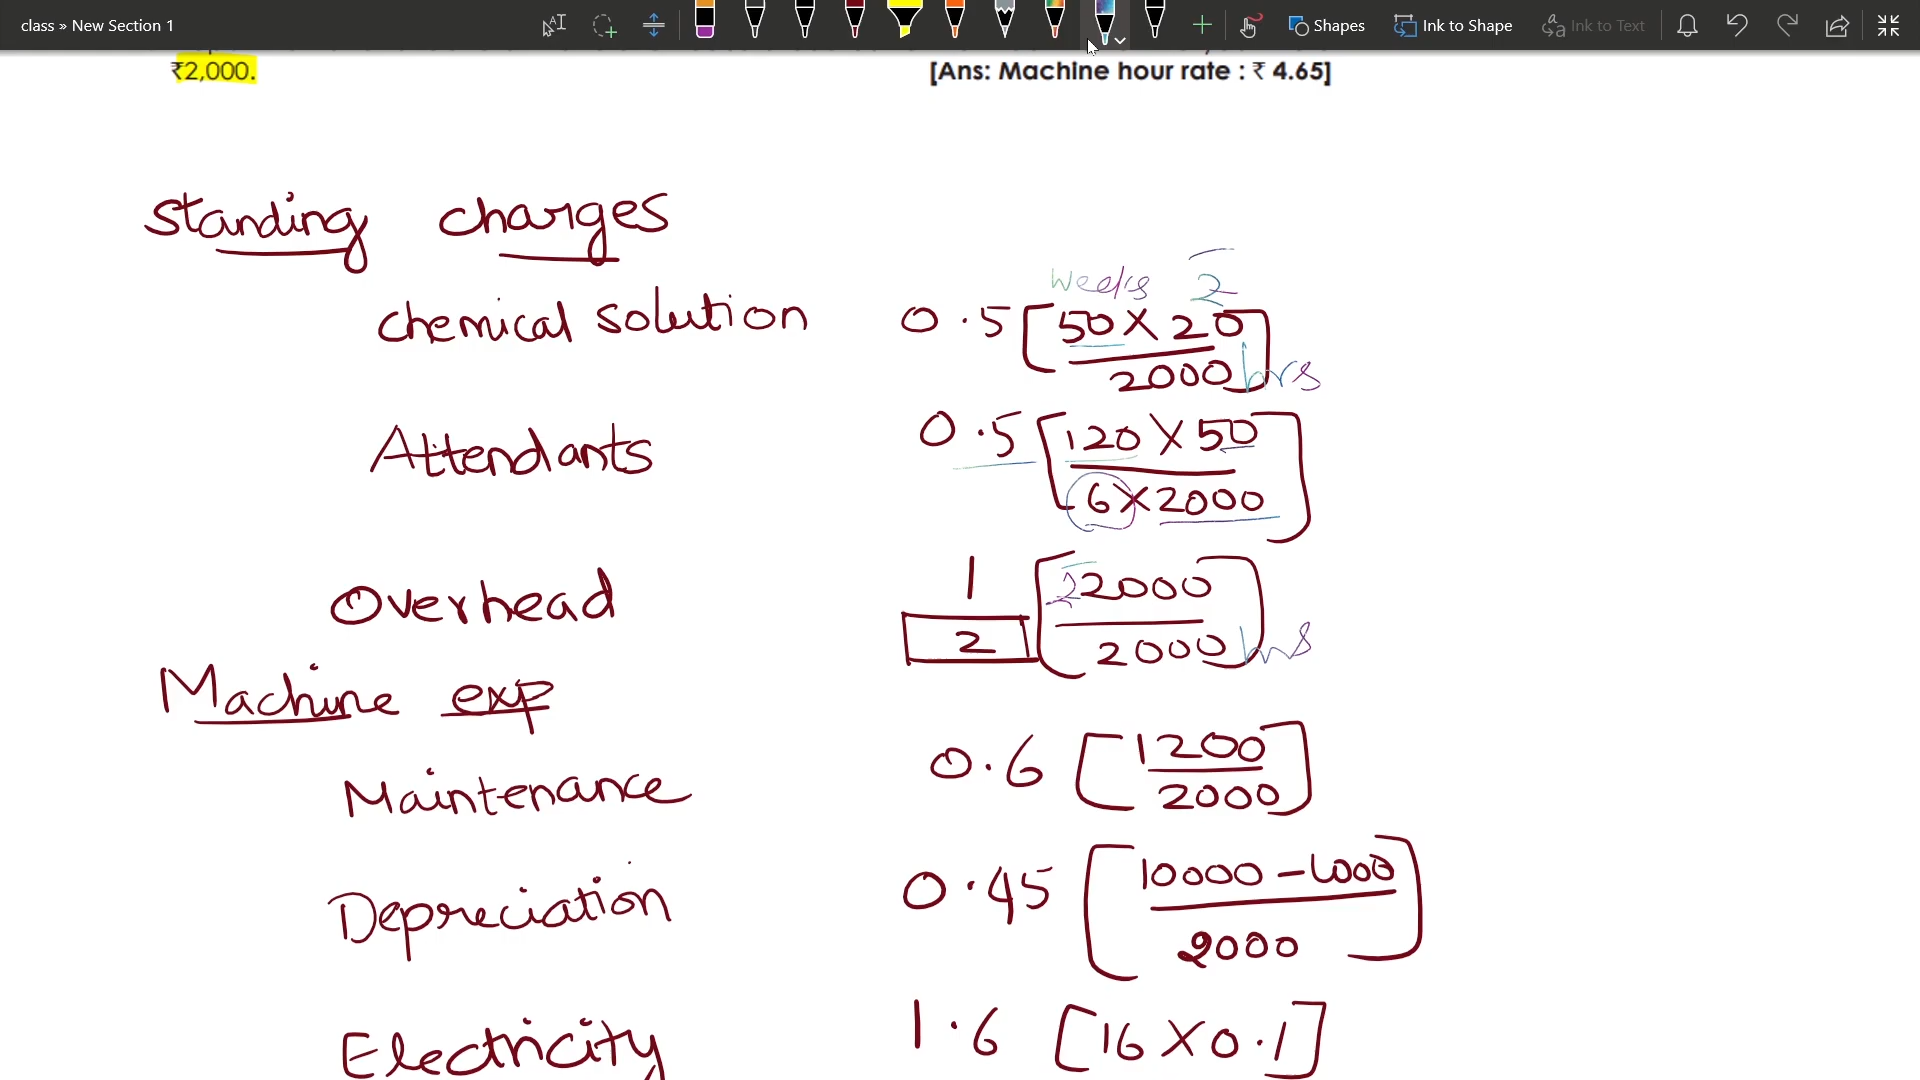 class » New Section 1
Shapes
Ink to Shape
Ink to Text
₹2,000.
[Ans: Machine hour rate : ₹ 4.65]
Standing charges
weeks 2
chemical solution 0.5 [50 X 20
2000] hrs
Attendants 0.5 [120 X 50
6 X 2000]
Overhead 1 [2 2000
2 2000] hrs
Machine exp
Maintenance 0.6 [1200
2000]
Depreciation 0.45 [10000 - 1000
2000]
Electricity 1.6 [16 X 0.1]